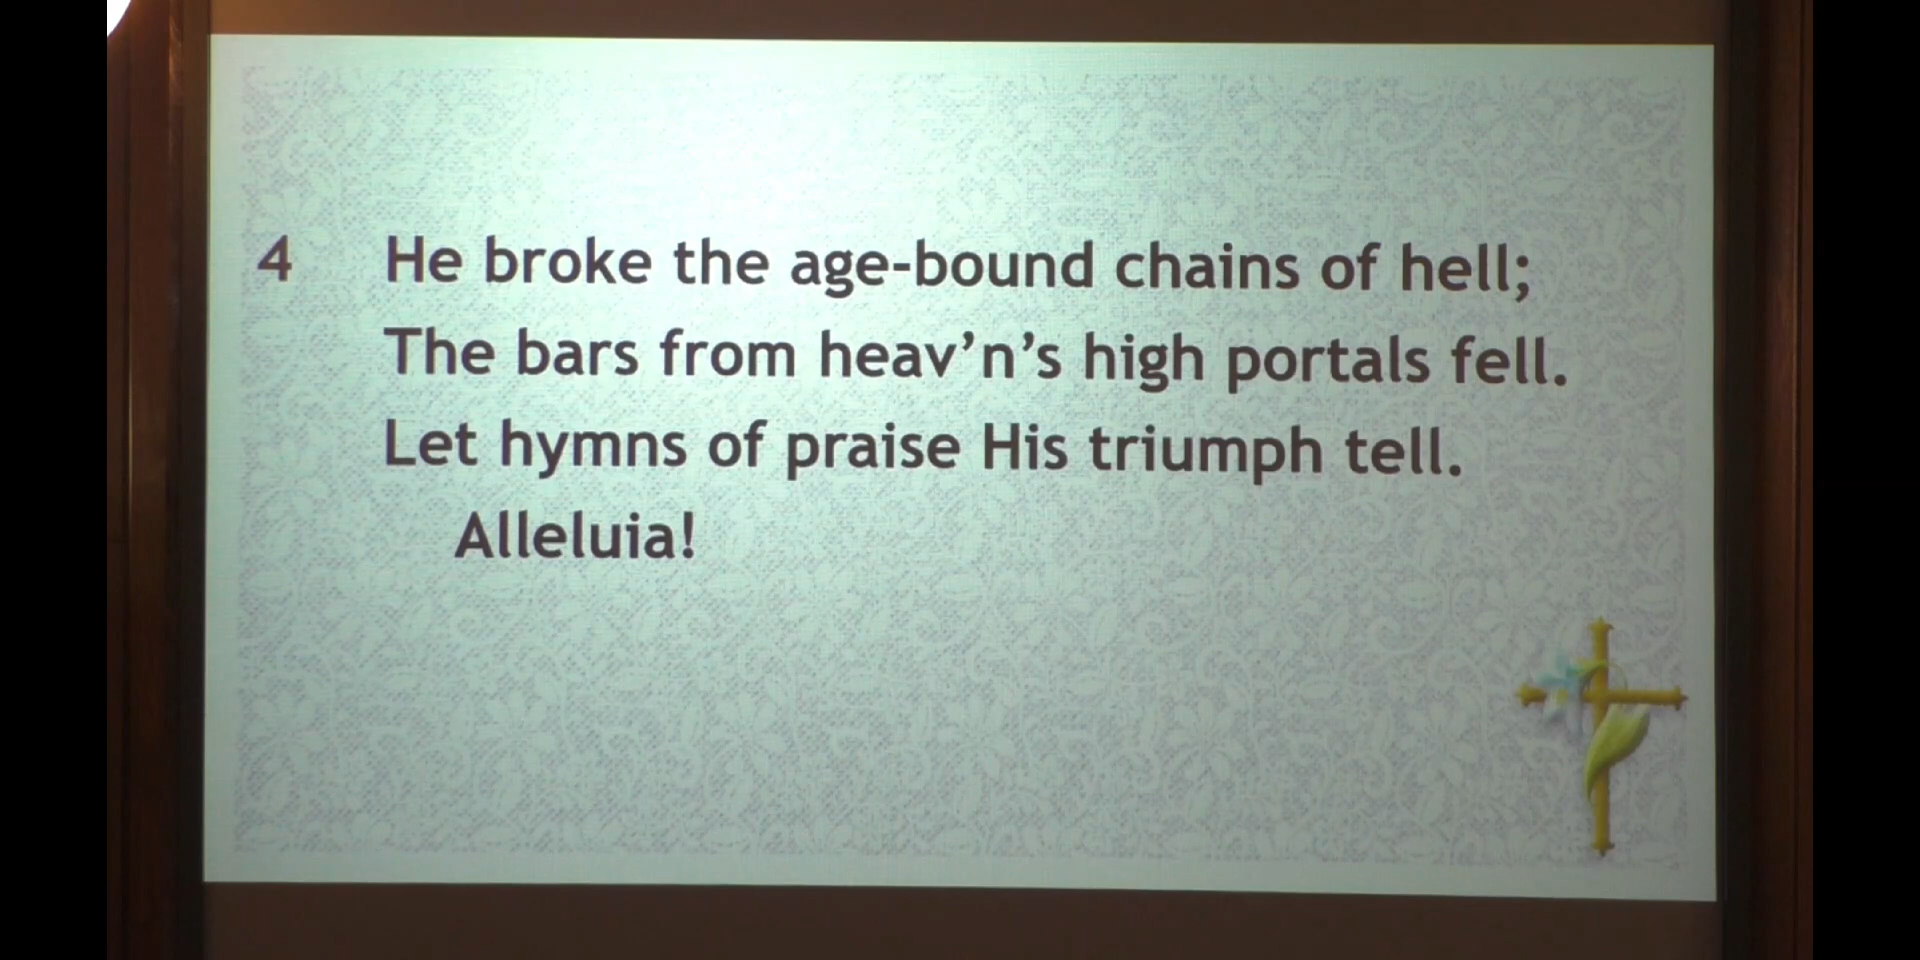 4 He broke the age-bound chains of hell;
The bars from heav’n’s high portals fell.
Let hymns of praise His triumph tell.
Alleluia!